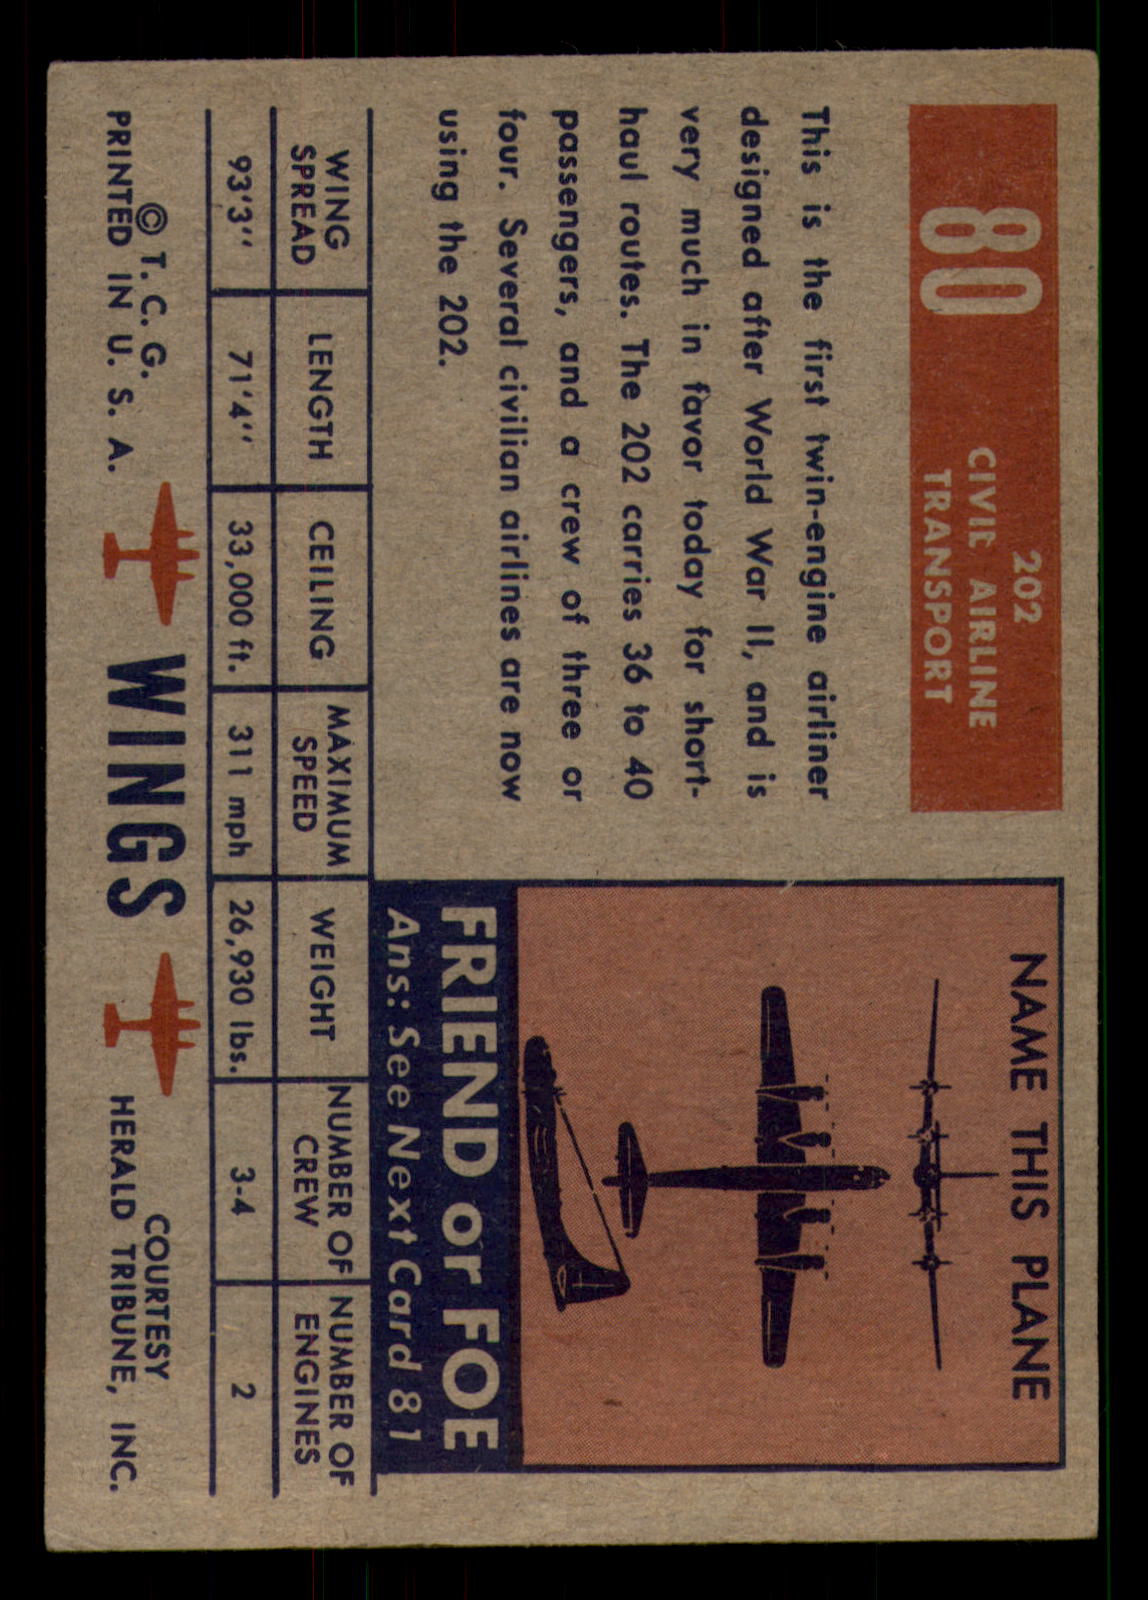 80
202
CIVIC AIRLINE
TRANSPORT
This is the first twin-engine airliner
designed after World War II, and is
very much in favor today for short-
haul routes. The 202 carries 36 to 40
passengers, and a crew of three or
four. Several civilian airlines are now
using the 202.
NAME THIS PLANE
FRIEND or FOE
Ans: See Next Card 81
WING SPREAD LENGTH CEILING MAXIMUM SPEED WEIGHT NUMBER OF CREW NUMBER OF ENGINES
93'3'' 71'4'' 33,000 ft. 311 mph 26,930 lbs. 3-4 2
© T. C. G.
PRINTED IN U. S. A.
WINGS
COURTESY
HERALD TRIBUNE, INC.